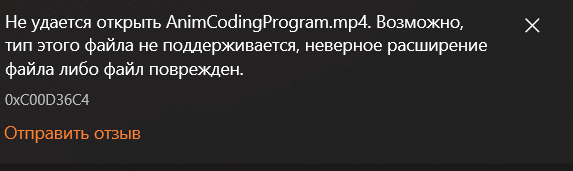 Не удается открыть AnimCodingProgram.mp4. Возможно,
тип этого файла не поддерживается, неверное расширение
файла либо файл поврежден.
0xC00D36C4
Отправить отзыв